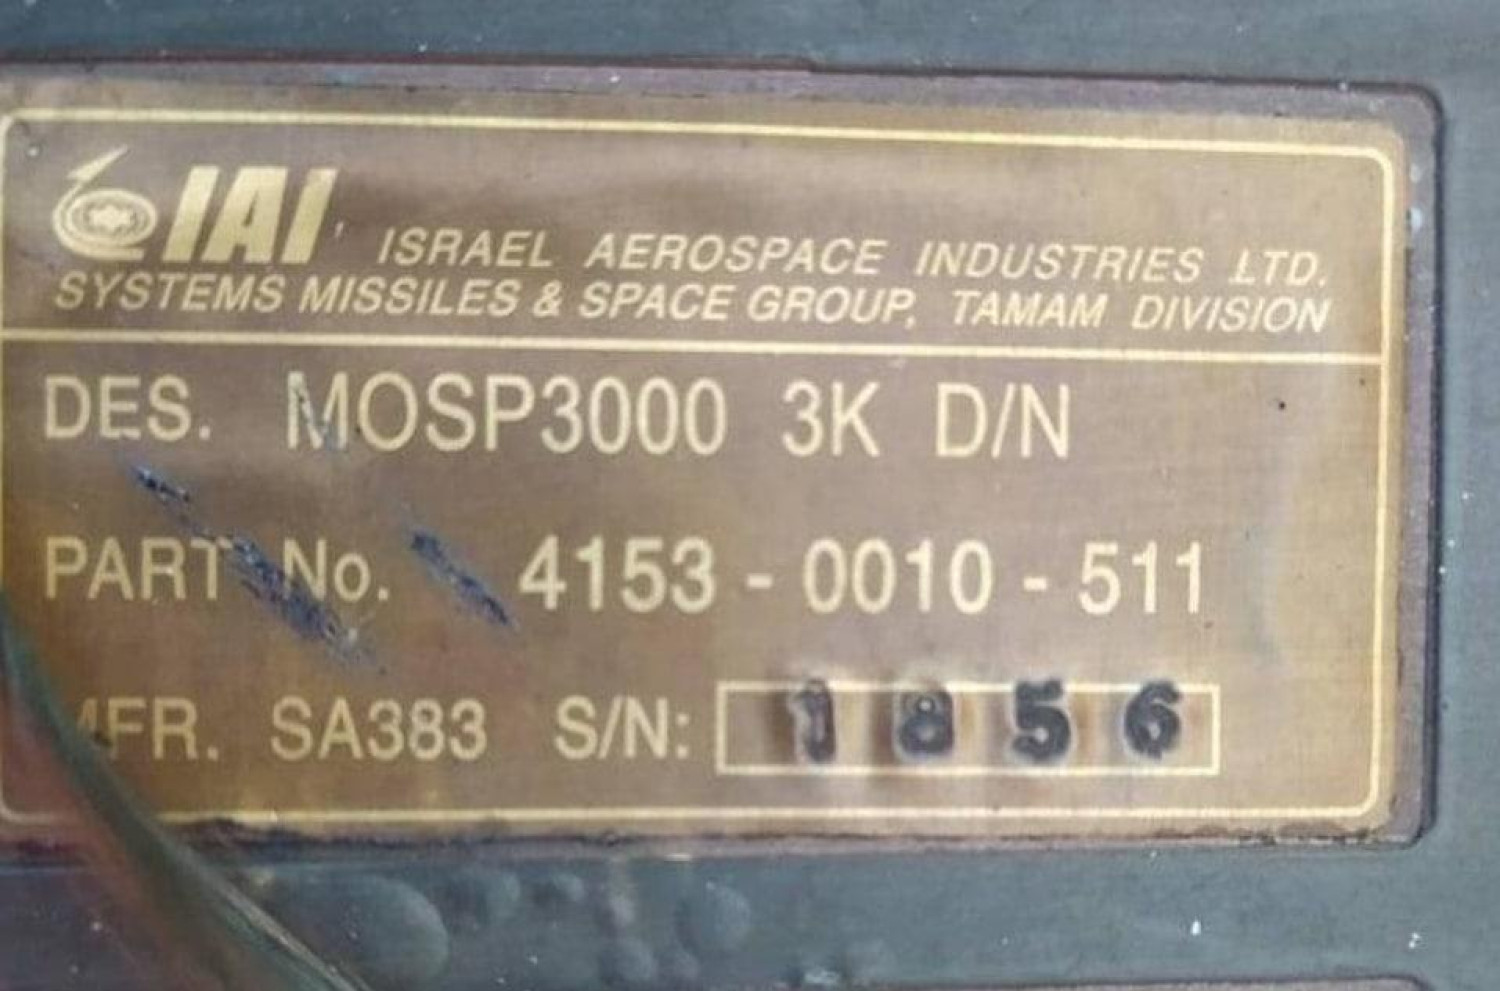 IAI, ISRAEL AEROSPACE INDUSTRIES LTD.
SYSTEMS MISSILES & SPACE GROUP, TAMAM DIVISION
DES. MOSP3000 3K D/N
PART No. 4153 - 0010 - 511
MFR. SA383 S/N: 1856